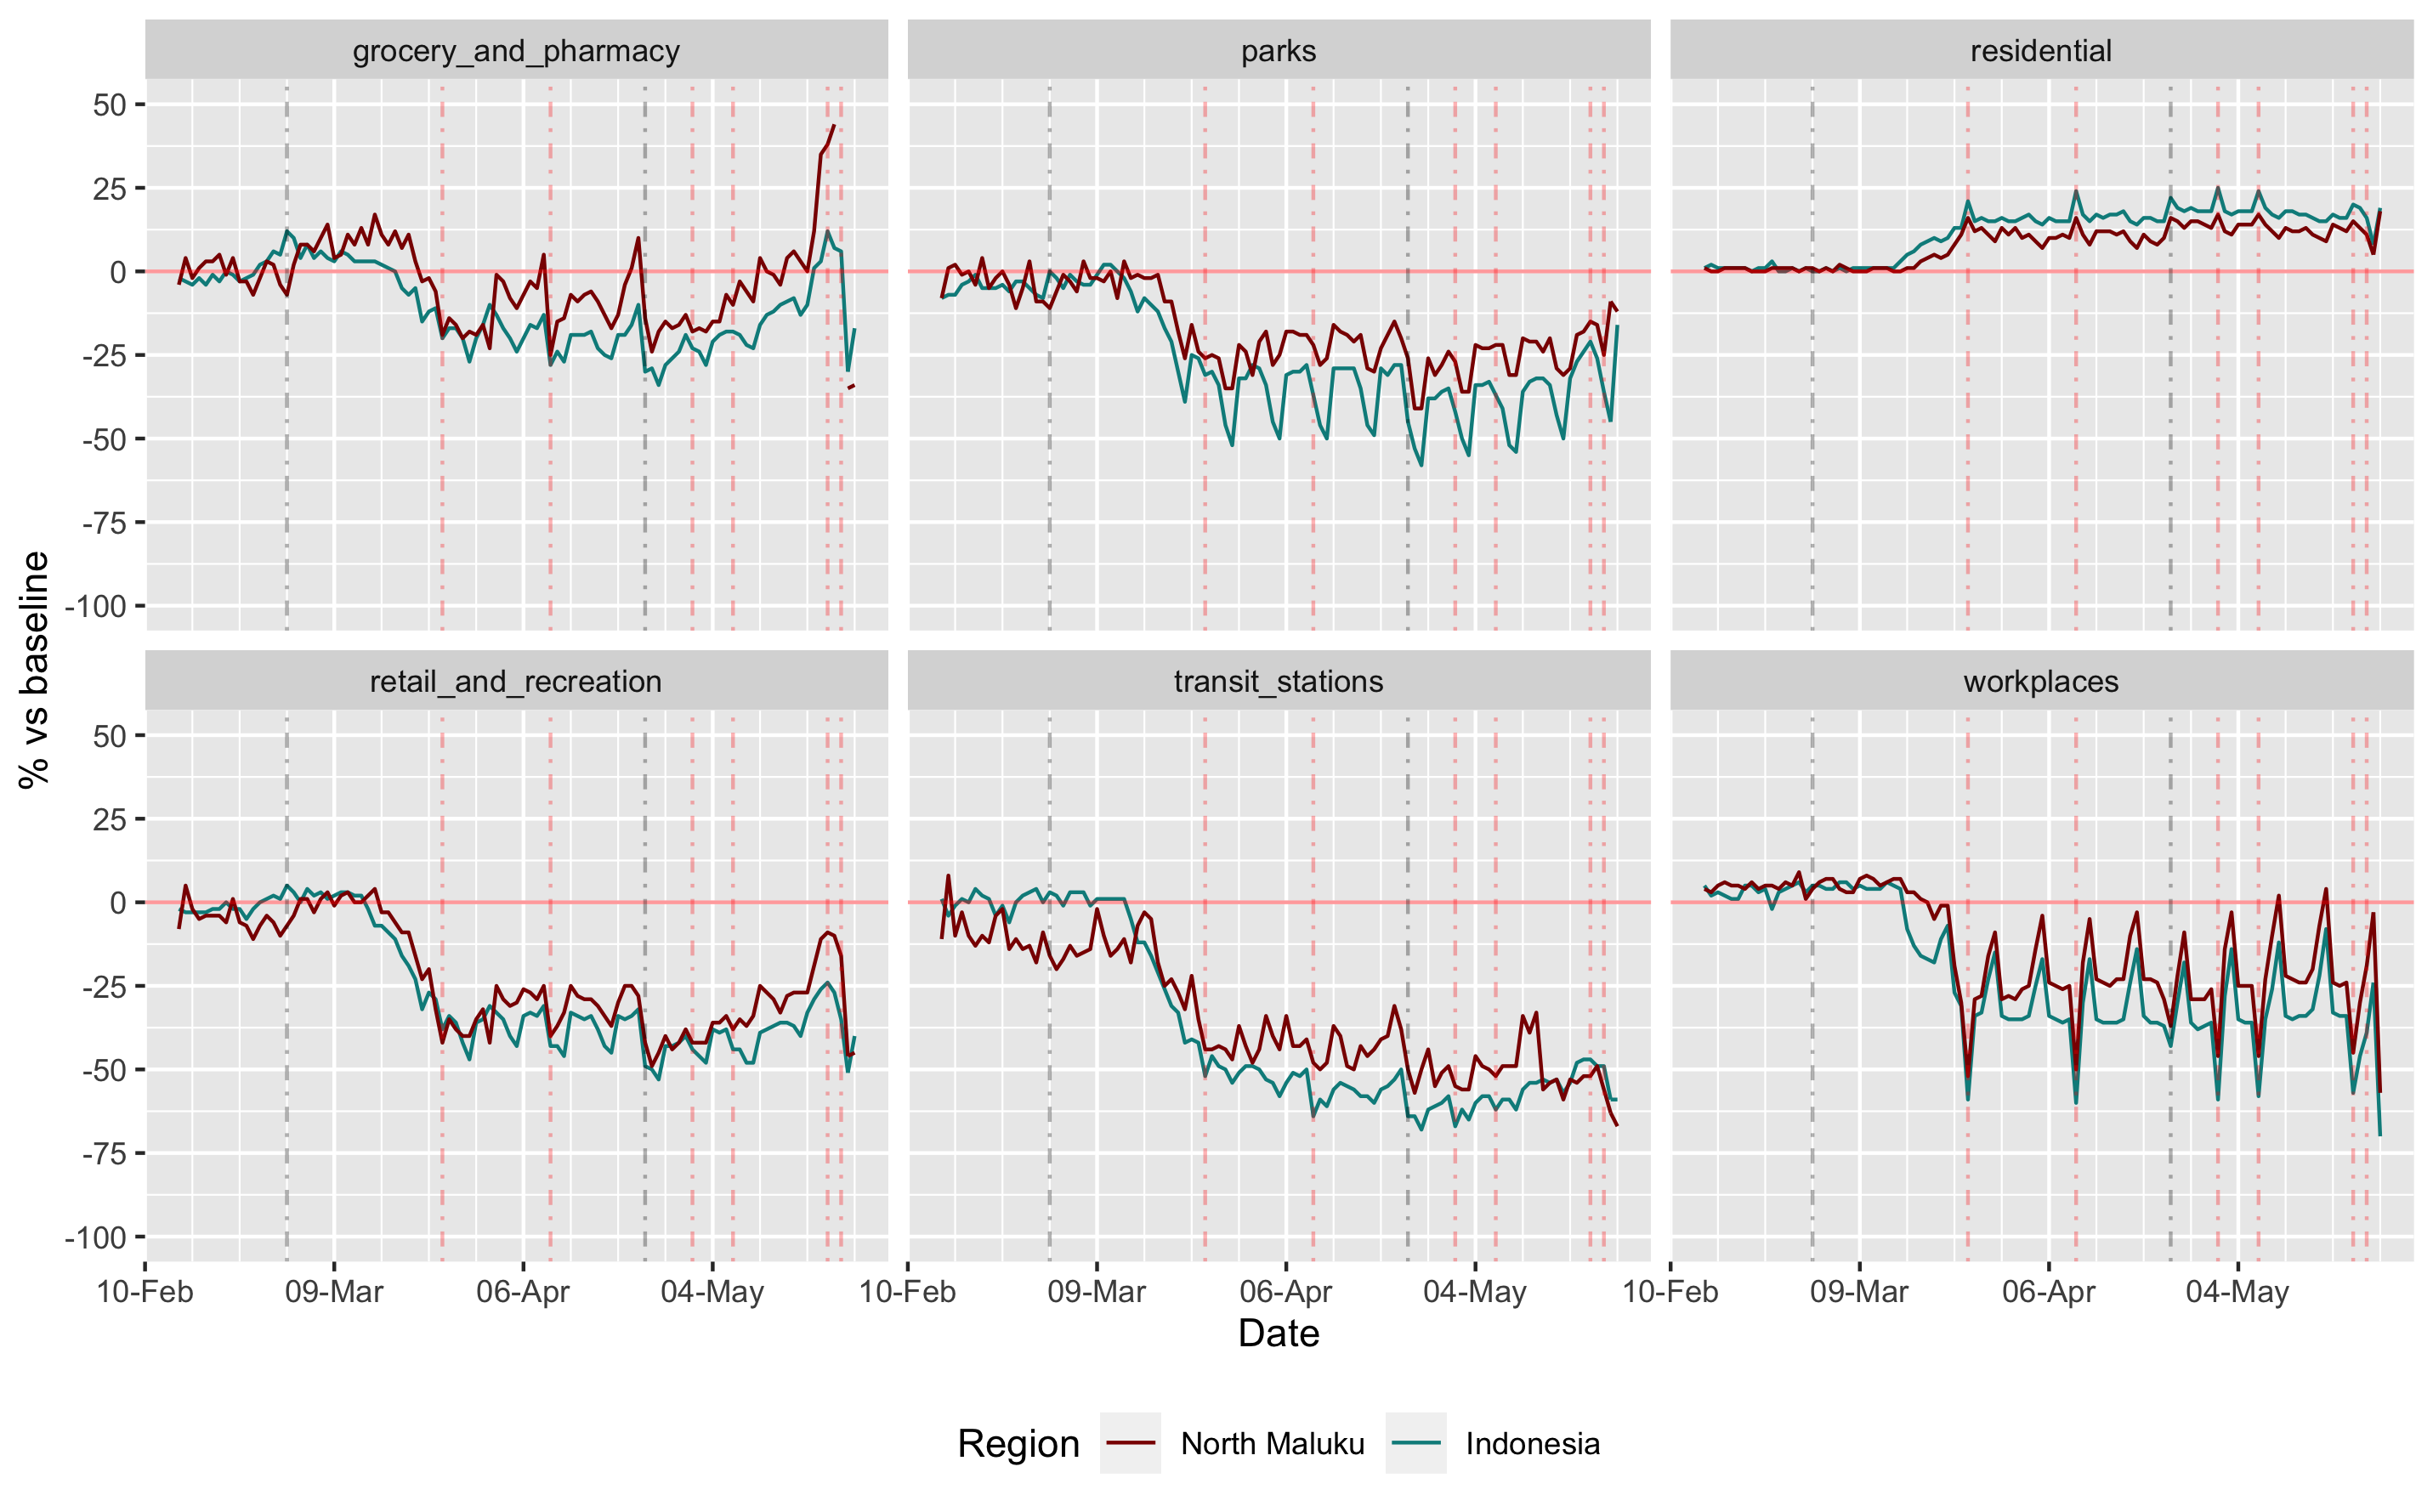 grocery_and_pharmacy
parks
residential
50
25
0
-25
-50
-75
-100
retail_and_recreation
transit_stations
workplaces
50
25
0
-25
-50
-75
-100
% vs baseline
10-Feb 09-Mar 06-Apr 04-May
10-Feb 09-Mar 06-Apr 04-May
10-Feb 09-Mar 06-Apr 04-May
Date
Region North Maluku Indonesia